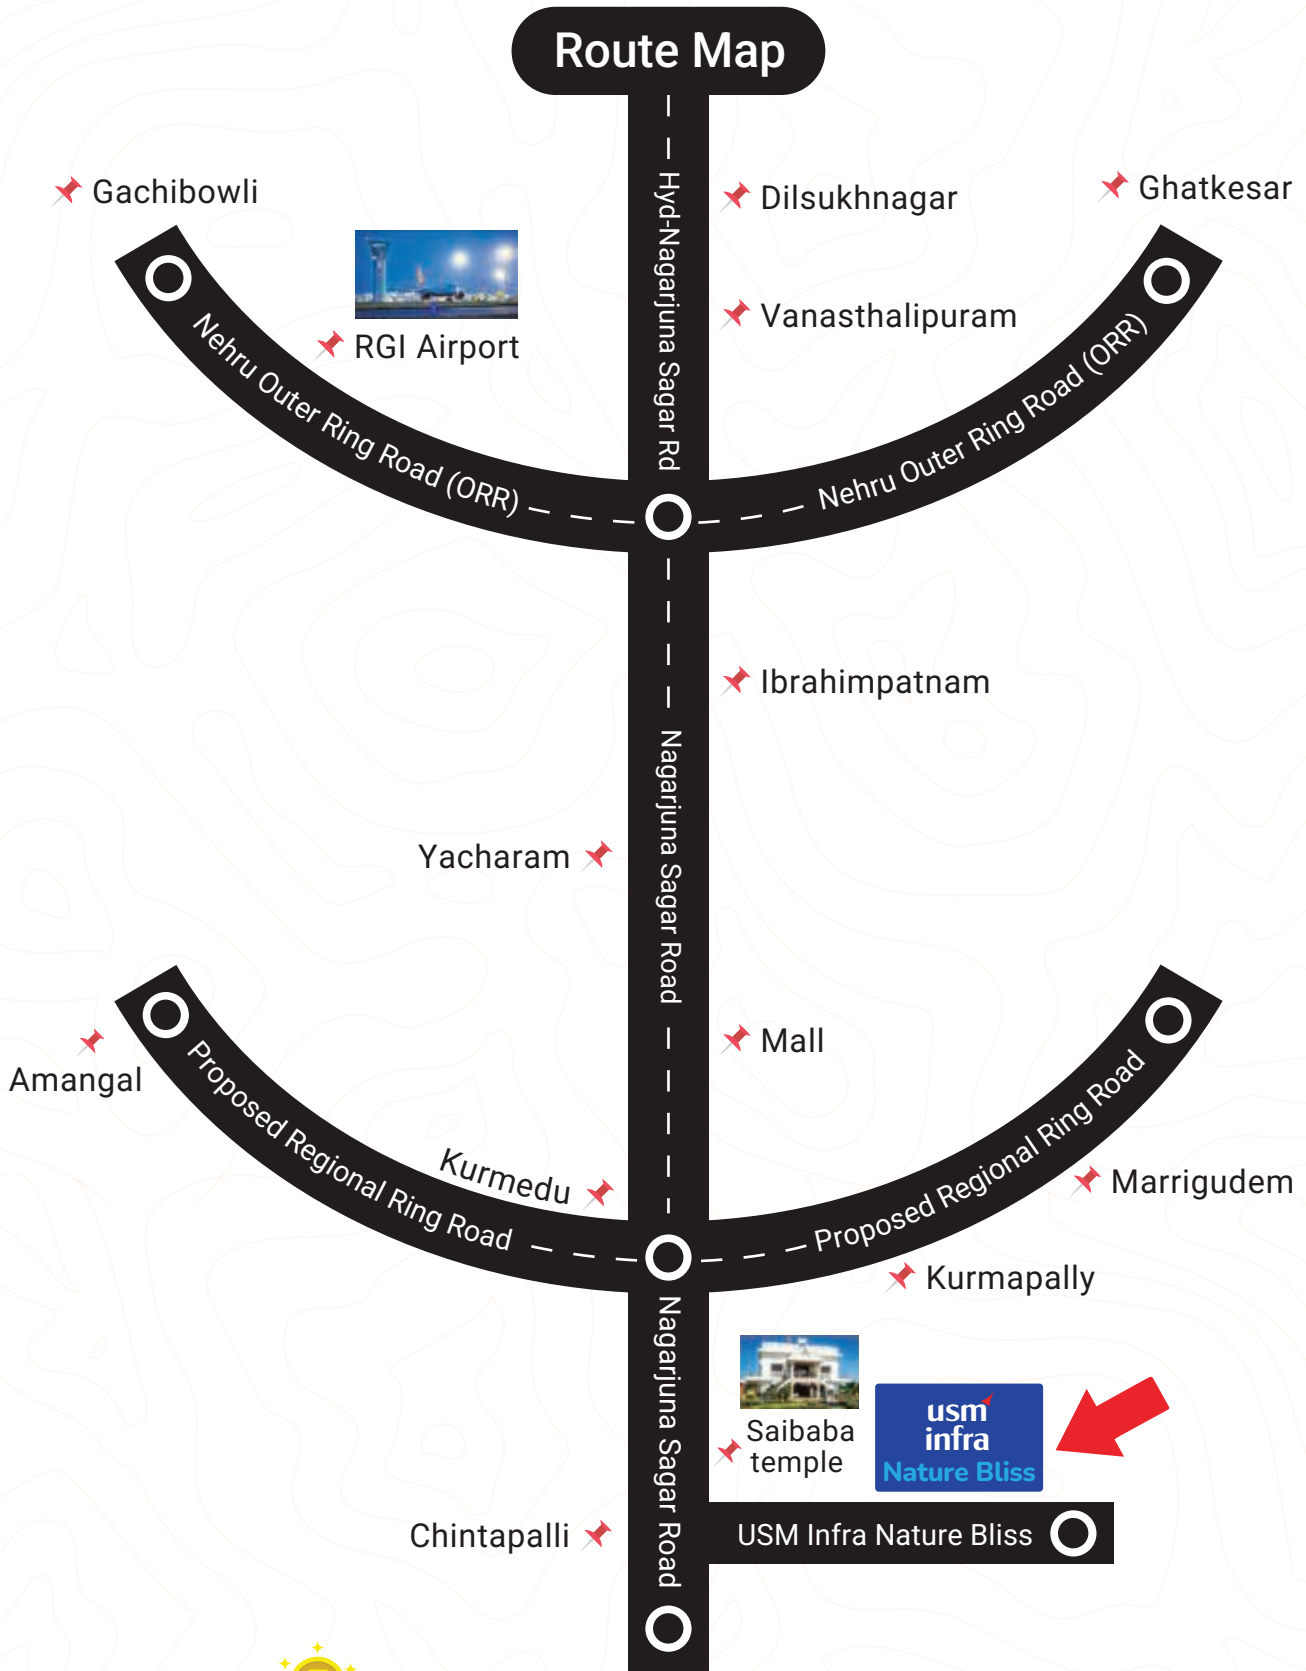 Route Map
Gachibowli
Hyd-Nagarjuna Sagar Rd
Dilsukhnagar
Ghatkesar
Vanasthalipuram
RGI Airport
Nehru Outer Ring Road (ORR)
Nehru Outer Ring Road (ORR)
Ibrahimpatnam
Nagarjuna Sagar Road
Yacharam
Mall
Amangal
Proposed Regional Ring Road
Kurmedu
Proposed Regional Ring Road
Marrigudem
Kurmapally
Nagarjuna Sagar Road
Saibaba
temple
usm
infra
Nature Bliss
Chintapalli
USM Infra Nature Bliss